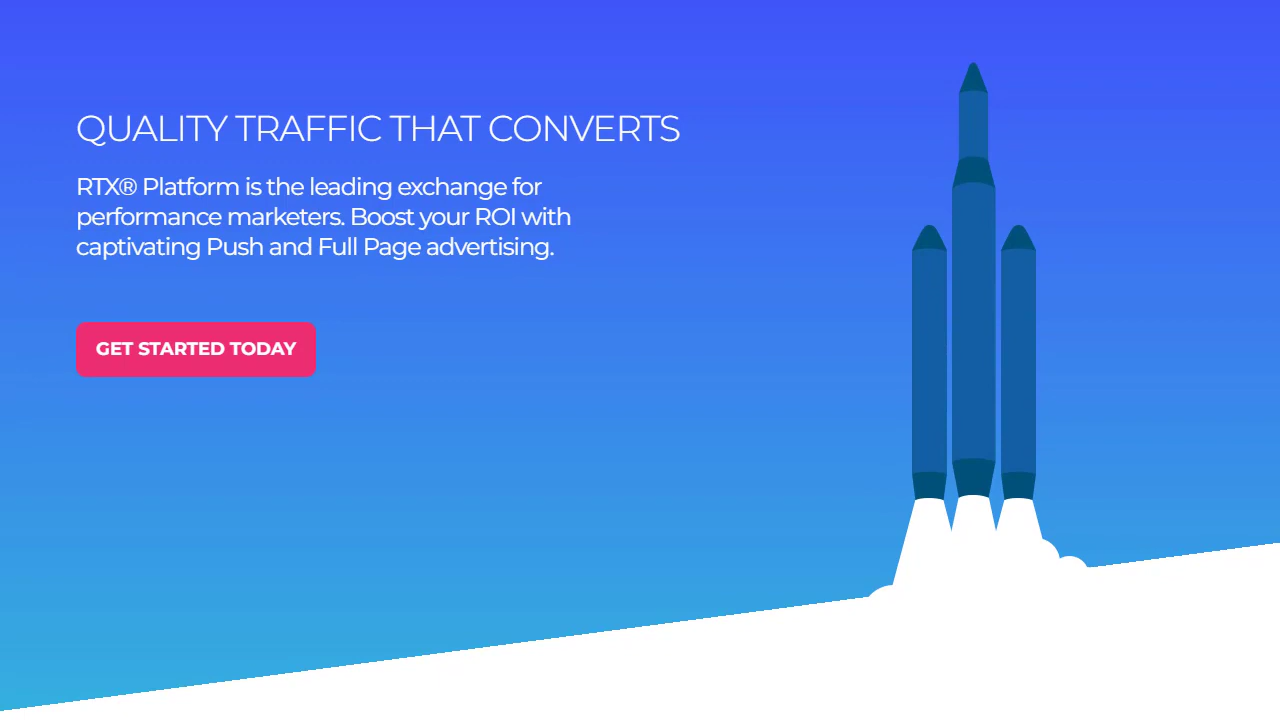 QUALITY TRAFFIC THAT CONVERTS
RTX® Platform is the leading exchange for
performance marketers. Boost your ROI with
captivating Push and Full Page advertising.
GET STARTED TODAY